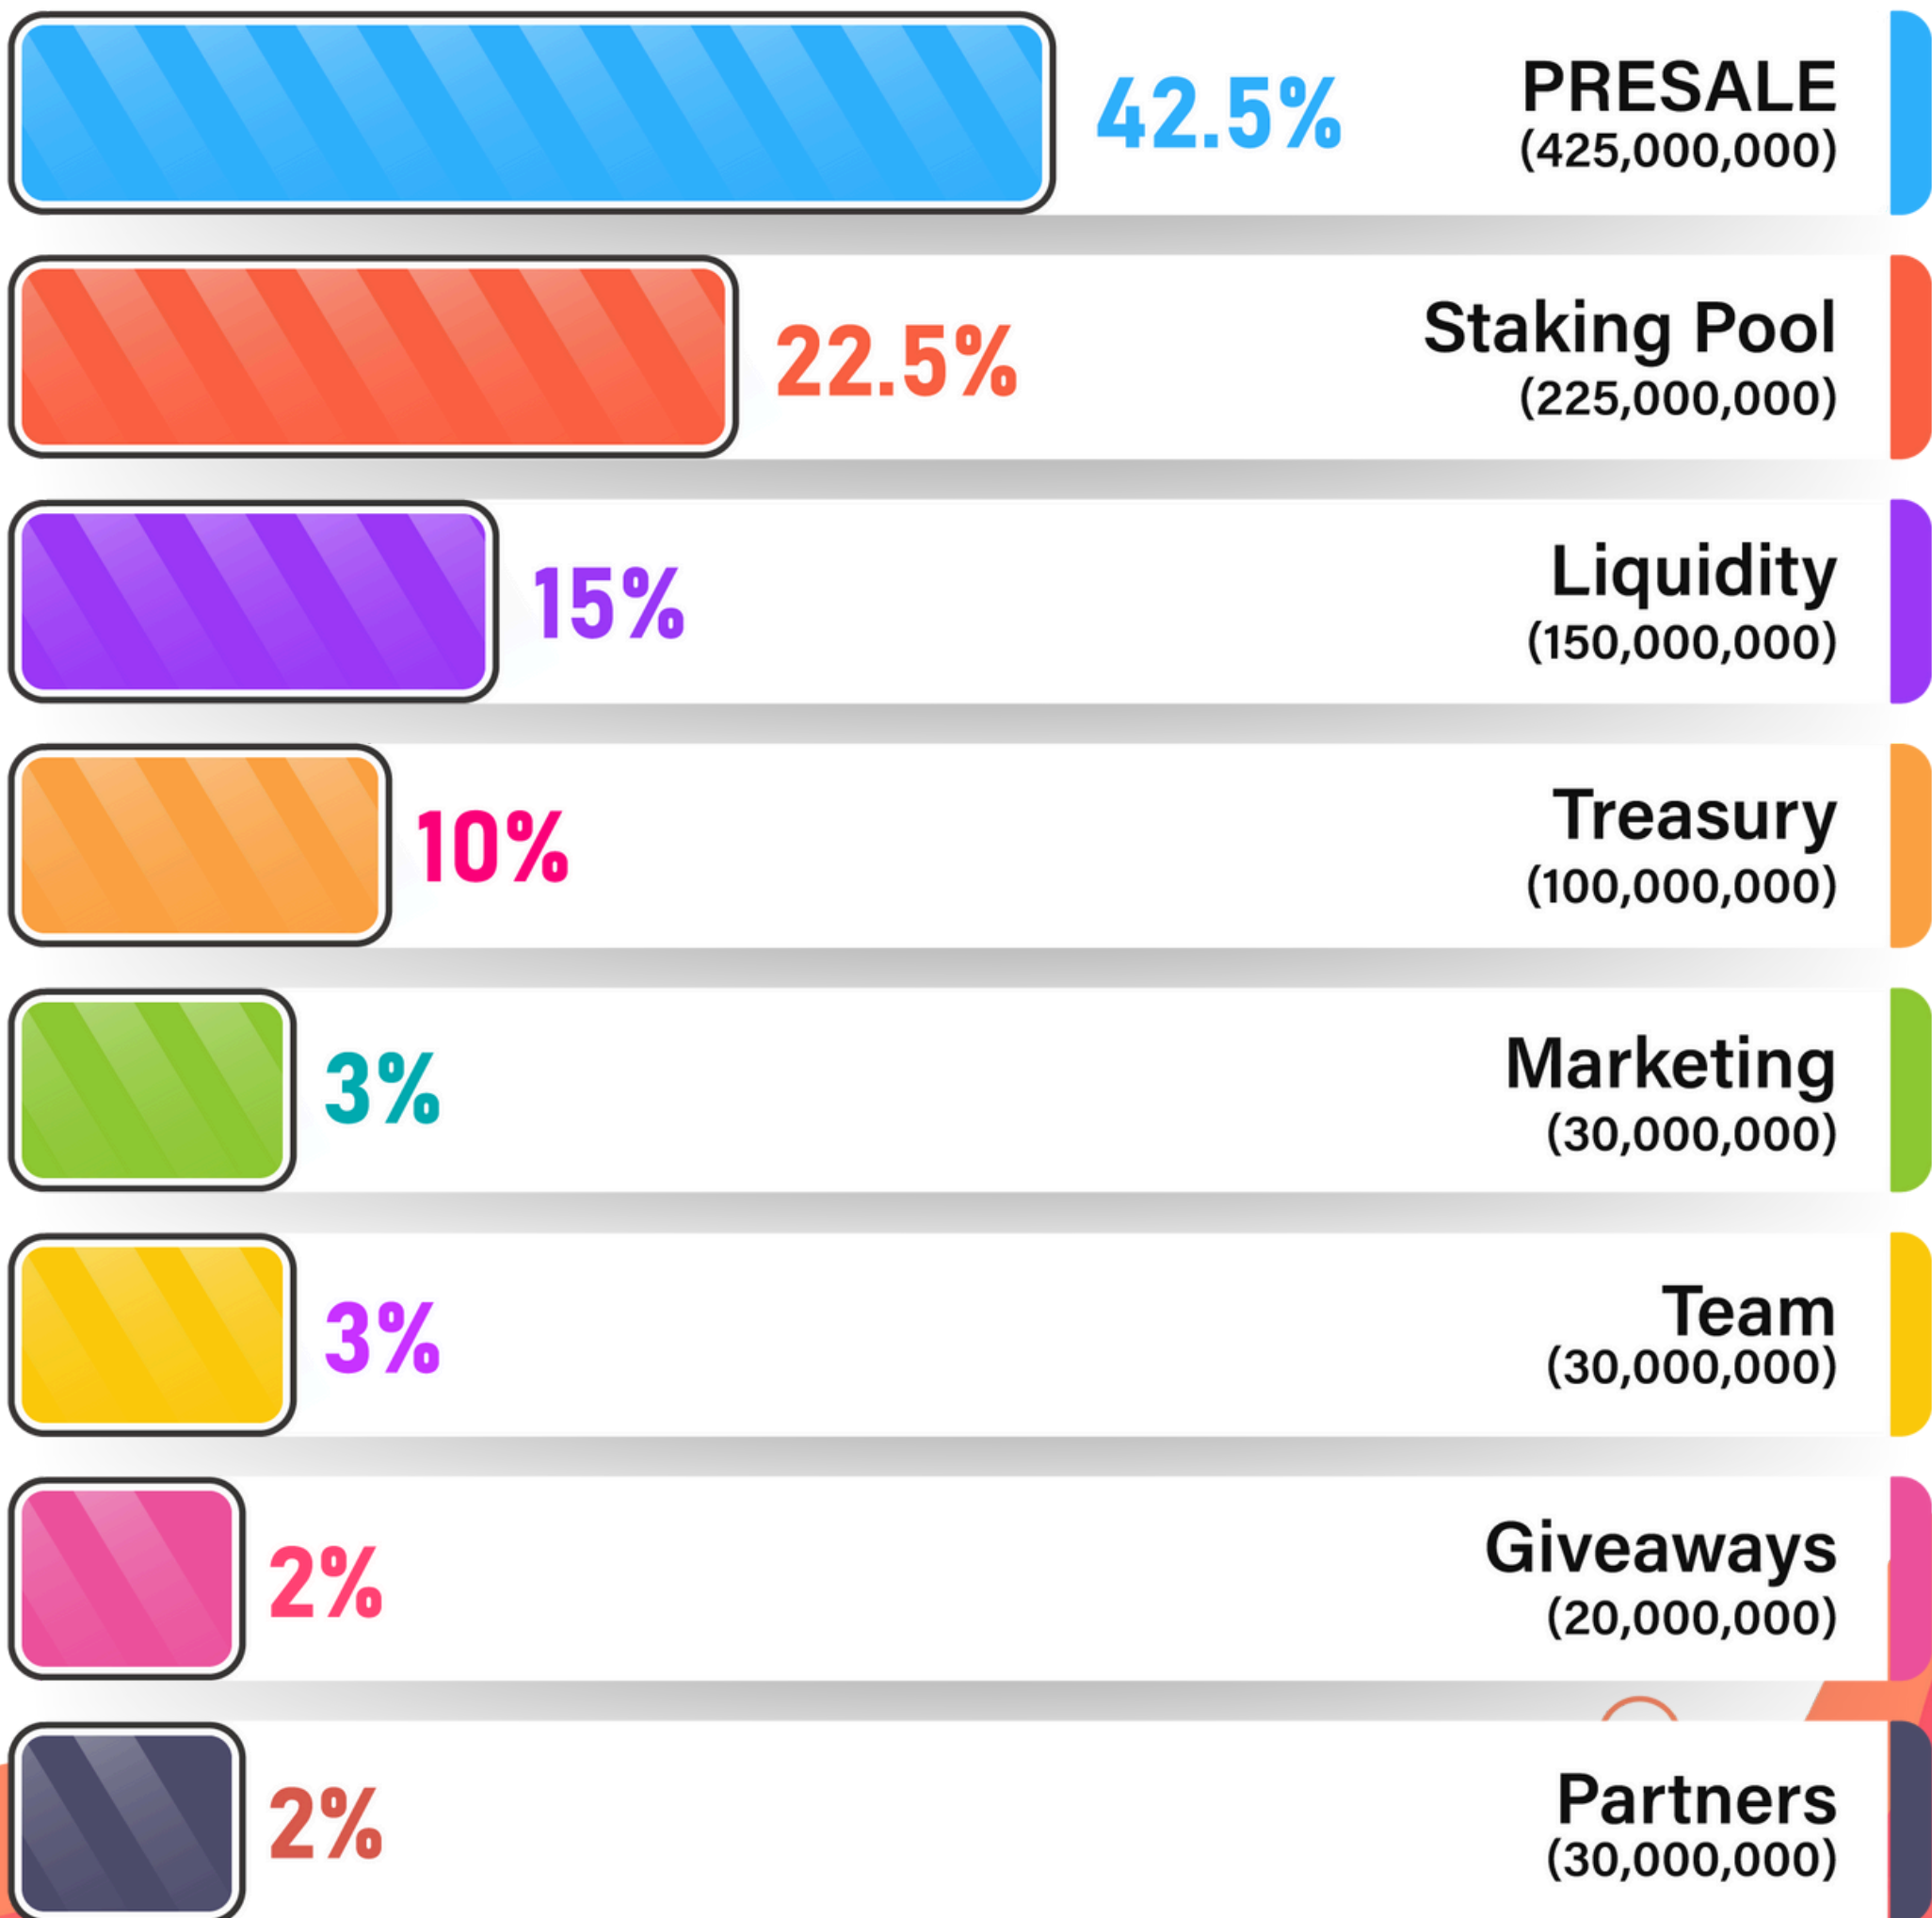 42.5%
PRESALE
(425,000,000)
22.5%
Staking Pool
(225,000,000)
15%
Liquidity
(150,000,000)
10%
Treasury
(100,000,000)
3%
Marketing
(30,000,000)
3%
Team
(30,000,000)
2%
Giveaways
(20,000,000)
2%
Partners
(30,000,000)